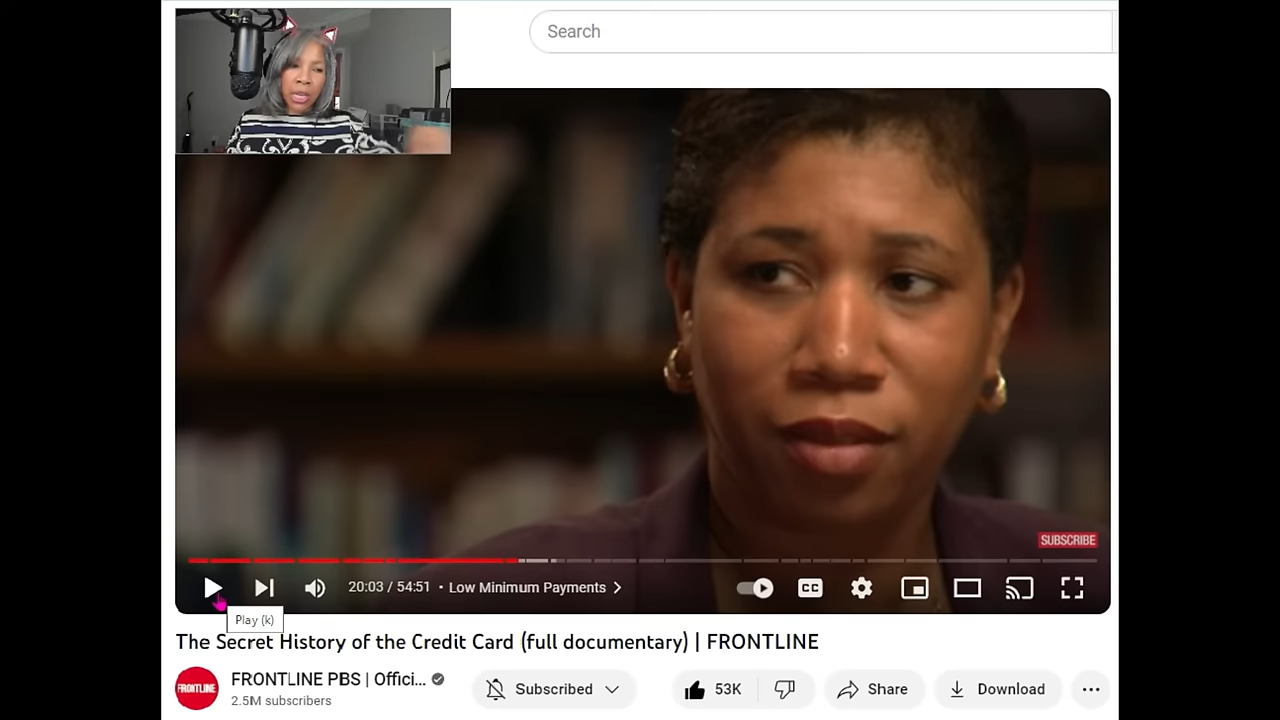 Search
SUBSCRIBE
20:03 / 54:51 • Low Minimum Payments
CC
Play (k)
The Secret History of the Credit Card (full documentary) | FRONTLINE
FRONTLINE
FRONTLINE PBS | Offici...
2.5M subscribers
Subscribed
53K
Share
Download